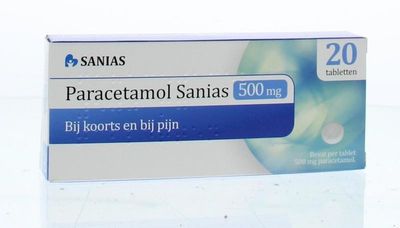 SANIAS
20
tabletten
Paracetamol Sanias 500 mg
Bij koorts en bij pijn
Bevat per tablet
500 mg paracetamol.